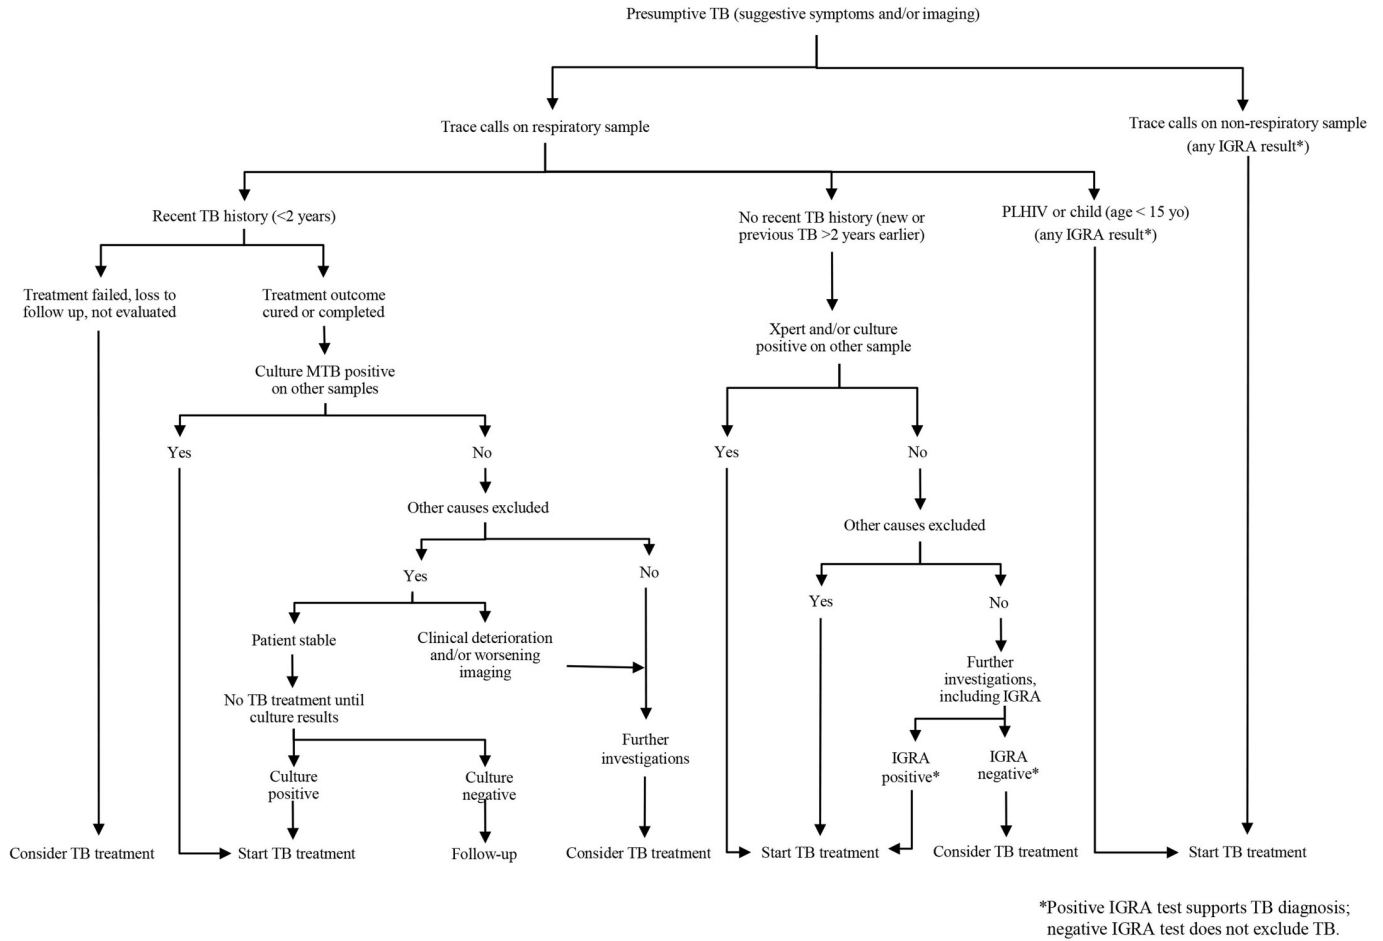 Presumptive TB (suggestive symptoms and/or imaging)
Trace calls on respiratory sample
Trace calls on non-respiratory sample
(any IGRA result*)
Recent TB history (<2 years)
No recent TB history (new or
previous TB >2 years earlier)
PLHIV or child (age < 15 yo)
(any IGRA result*)
Treatment failed, loss to
follow up, not evaluated
Treatment outcome
cured or completed
Xpert and/or culture
positive on other sample
Culture MTB positive
on other samples
Yes
No
Yes
No
Other causes excluded
Other causes excluded
Yes
No
Yes
No
Patient stable
Clinical deterioration
and/or worsening
imaging
Further
investigations,
including IGRA
No TB treatment until
culture results
Further
investigations
IGRA
positive*
IGRA
negative*
Culture
positive
Culture
negative
Consider TB treatment
Start TB treatment
Follow-up
Consider TB treatment
Start TB treatment
Consider TB treatment
Start TB treatment
*Positive IGRA test supports TB diagnosis;
negative IGRA test does not exclude TB.